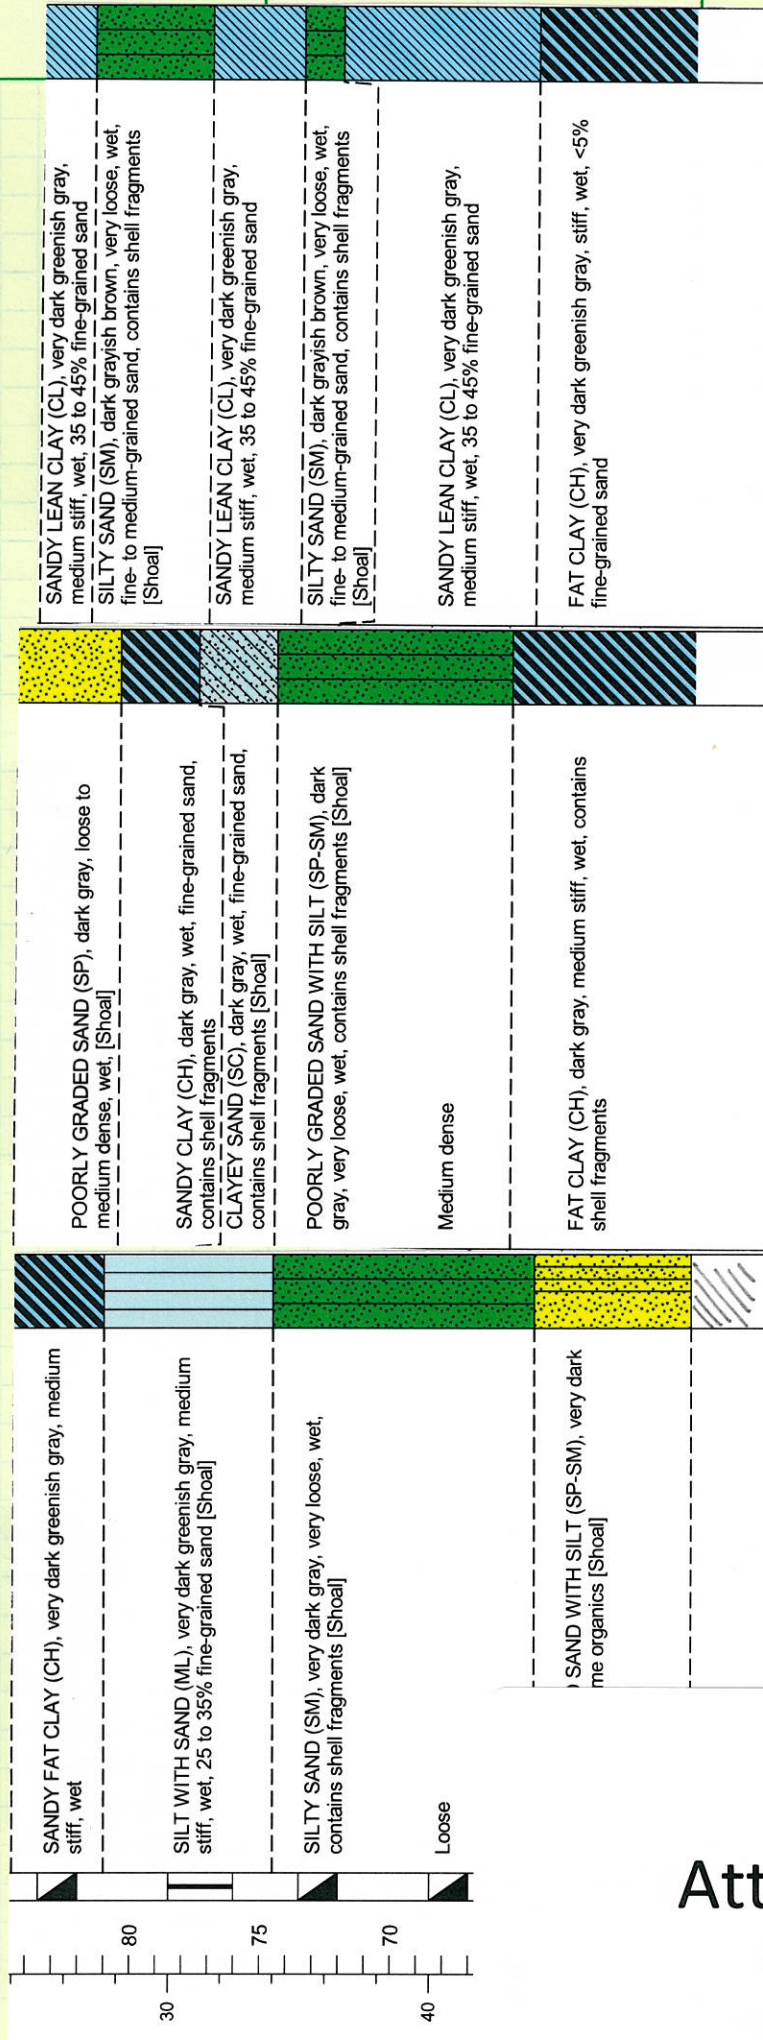 SANDY LEAN CLAY (CL), very dark greenish gray,
medium stiff, wet, 35 to 45% fine-grained sand
SILTY SAND (SM), dark grayish brown, very loose, wet,
fine- to medium-grained sand, contains shell fragments
[Shoal]
SANDY LEAN CLAY (CL), very dark greenish gray,
medium stiff, wet, 35 to 45% fine-grained sand
SILTY SAND (SM), dark grayish brown, very loose, wet,
fine- to medium-grained sand, contains shell fragments
[Shoal]
SANDY LEAN CLAY (CL), very dark greenish gray,
medium stiff, wet, 35 to 45% fine-grained sand
FAT CLAY (CH), very dark greenish gray, stiff, wet, <5%
fine-grained sand
POORLY GRADED SAND (SP), dark gray, loose to
medium dense, wet, [Shoal]
SANDY CLAY (CH), dark gray, wet, fine-grained sand,
contains shell fragments
CLAYEY SAND (SC), dark gray, wet, fine-grained sand,
contains shell fragments [Shoal]
POORLY GRADED SAND WITH SILT (SP-SM), dark
gray, very loose, wet, contains shell fragments [Shoal]
Medium dense
FAT CLAY (CH), dark gray, medium stiff, wet, contains
shell fragments
SANDY FAT CLAY (CH), very dark greenish gray, medium
stiff, wet
SILT WITH SAND (ML), very dark greenish gray, medium
stiff, wet, 25 to 35% fine-grained sand [Shoal]
SILTY SAND (SM), very dark gray, very loose, wet,
contains shell fragments [Shoal]
Loose
SAND WITH SILT (SP-SM), very dark
me organics [Shoal]
80
75
70
30
40
Att